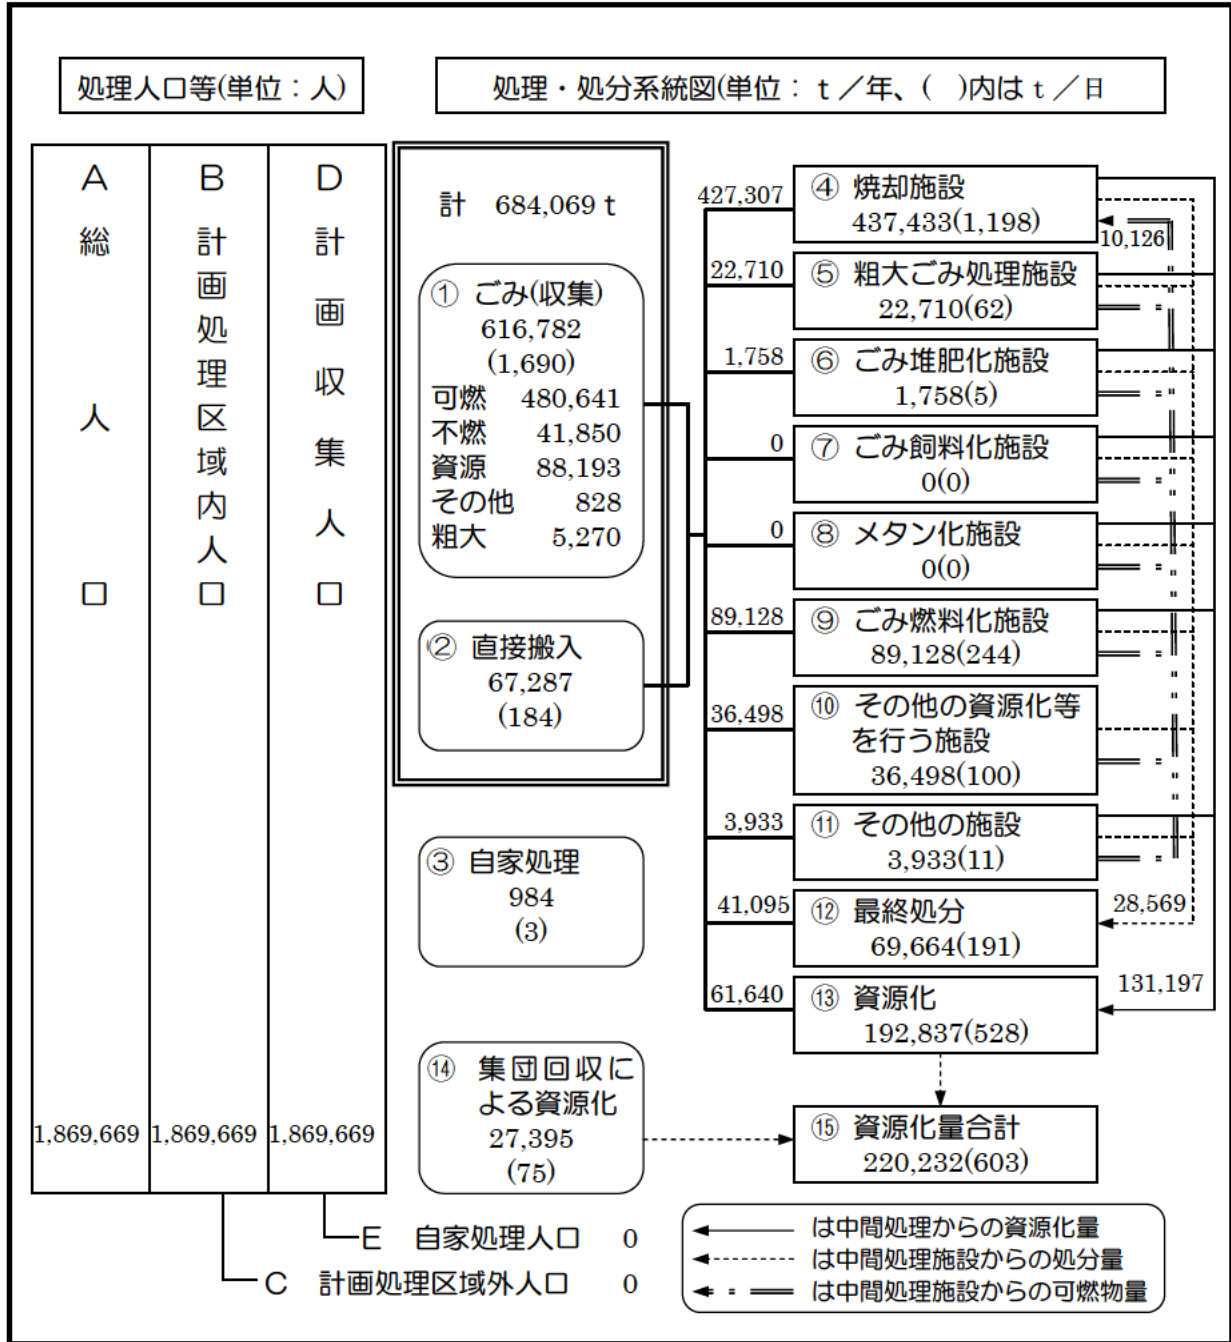 処理人口等(単位：人)
処理・処分系統図(単位：ｔ／年、(　)内はｔ／日
A 総人口
1,869,669
B 計画処理区域内人口
1,869,669
D 計画収集人口
1,869,669
E 自家処理人口 0
C 計画処理区域外人口 0
計 684,069ｔ
① ごみ(収集)
616,782
(1,690)
可燃 480,641
不燃 41,850
資源 88,193
その他 828
粗大 5,270
② 直接搬入
67,287
(184)
③ 自家処理
984
(3)
⑭ 集団回収に
よる資源化
27,395
(75)
427,307
④ 焼却施設
437,433(1,198)
10,126
22,710
⑤ 粗大ごみ処理施設
22,710(62)
1,758
⑥ ごみ堆肥化施設
1,758(5)
0
⑦ ごみ飼料化施設
0(0)
0
⑧ メタン化施設
0(0)
89,128
⑨ ごみ燃料化施設
89,128(244)
36,498
⑩ その他の資源化等
を行う施設
36,498(100)
3,933
⑪ その他の施設
3,933(11)
41,095
⑫ 最終処分
69,664(191)
28,569
61,640
⑬ 資源化
192,837(528)
131,197
⑮ 資源化量合計
220,232(603)
は中間処理からの資源化量
は中間処理施設からの処分量
は中間処理施設からの可燃物量